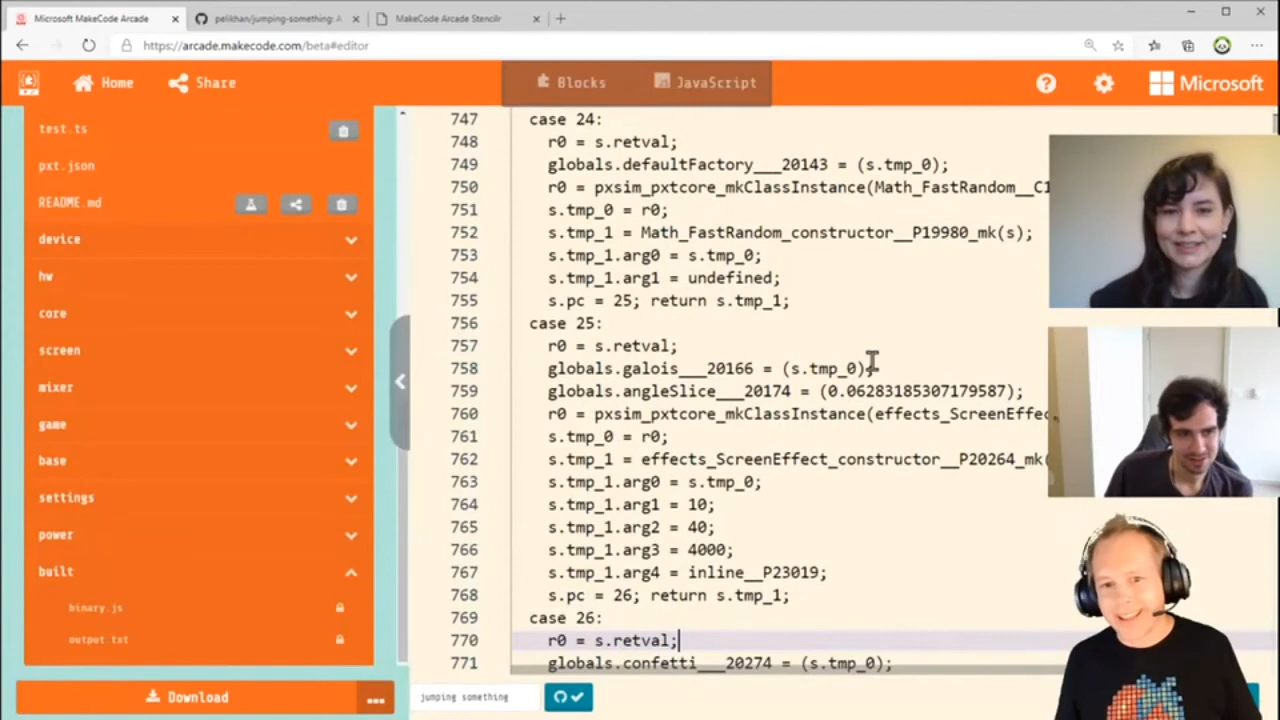 Microsoft MakeCode Arcade
pelikhan/jumping-something: A
MakeCode Arcade Stencilr
https://arcade.makecode.com/beta#editor
Home
Share
Blocks
JavaScript
Microsoft
test.ts
pxt.json
README.md
device
hw
core
screen
mixer
game
base
settings
power
built
binary.js
output.txt
Download
747 case 24:
748 r0 = s.retval;
749 globals.defaultFactory___20143 = (s.tmp_0);
750 r0 = pxsim_pxtcore_mkClassInstance(Math_FastRandom__C1
751 s.tmp_0 = r0;
752 s.tmp_1 = Math_FastRandom_constructor__P19980_mk(s);
753 s.tmp_1.arg0 = s.tmp_0;
754 s.tmp_1.arg1 = undefined;
755 s.pc = 25; return s.tmp_1;
756 case 25:
757 r0 = s.retval;
758 globals.galois___20166 = (s.tmp_0);
759 globals.angleSlice___20174 = (0.06283185307179587);
760 r0 = pxsim_pxtcore_mkClassInstance(effects_ScreenEffec
761 s.tmp_0 = r0;
762 s.tmp_1 = effects_ScreenEffect_constructor__P20264_mk(
763 s.tmp_1.arg0 = s.tmp_0;
764 s.tmp_1.arg1 = 10;
765 s.tmp_1.arg2 = 40;
766 s.tmp_1.arg3 = 4000;
767 s.tmp_1.arg4 = inline__P23019;
768 s.pc = 26; return s.tmp_1;
769 case 26:
770 r0 = s.retval;
771 globals.confetti___20274 = (s.tmp_0);
jumping something